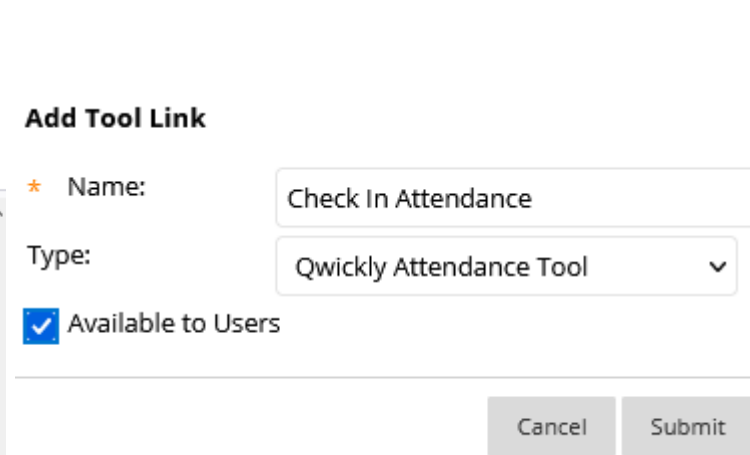 Add Tool Link
* Name:
Check In Attendance
Type:
Qwickly Attendance Tool
Available to Users
Cancel
Submit